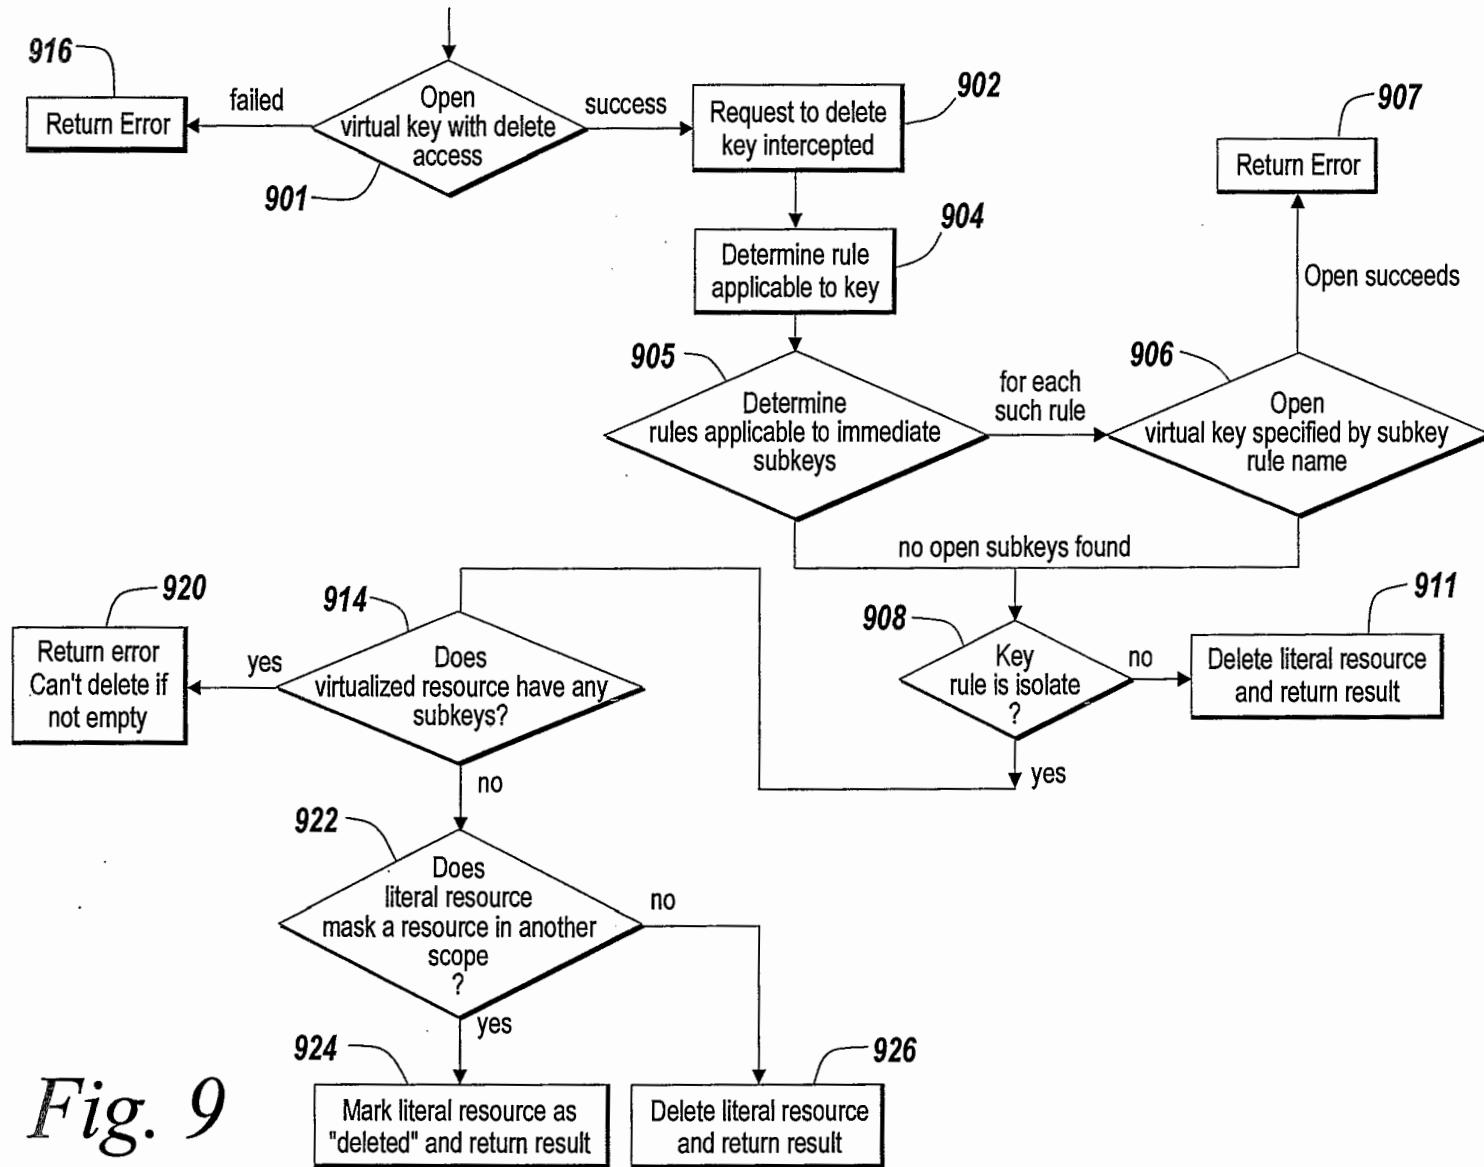 916
Return Error
failed
Open
virtual key with delete
access
901
success
902
Request to delete
key intercepted
907
Return Error
904
Determine rule
applicable to key
Open succeeds
905
Determine
rules applicable to immediate
subkeys
for each
such rule
906
Open
virtual key specified by subkey
rule name
no open subkeys found
920
Return error
Can't delete if
not empty
yes
914
Does
virtualized resource have any
subkeys?
908
Key
rule is isolate
?
no
911
Delete literal resource
and return result
yes
no
922
Does
literal resource
mask a resource in another
scope
?
no
yes
924
Mark literal resource as
"deleted" and return result
926
Delete literal resource
and return result
Fig. 9